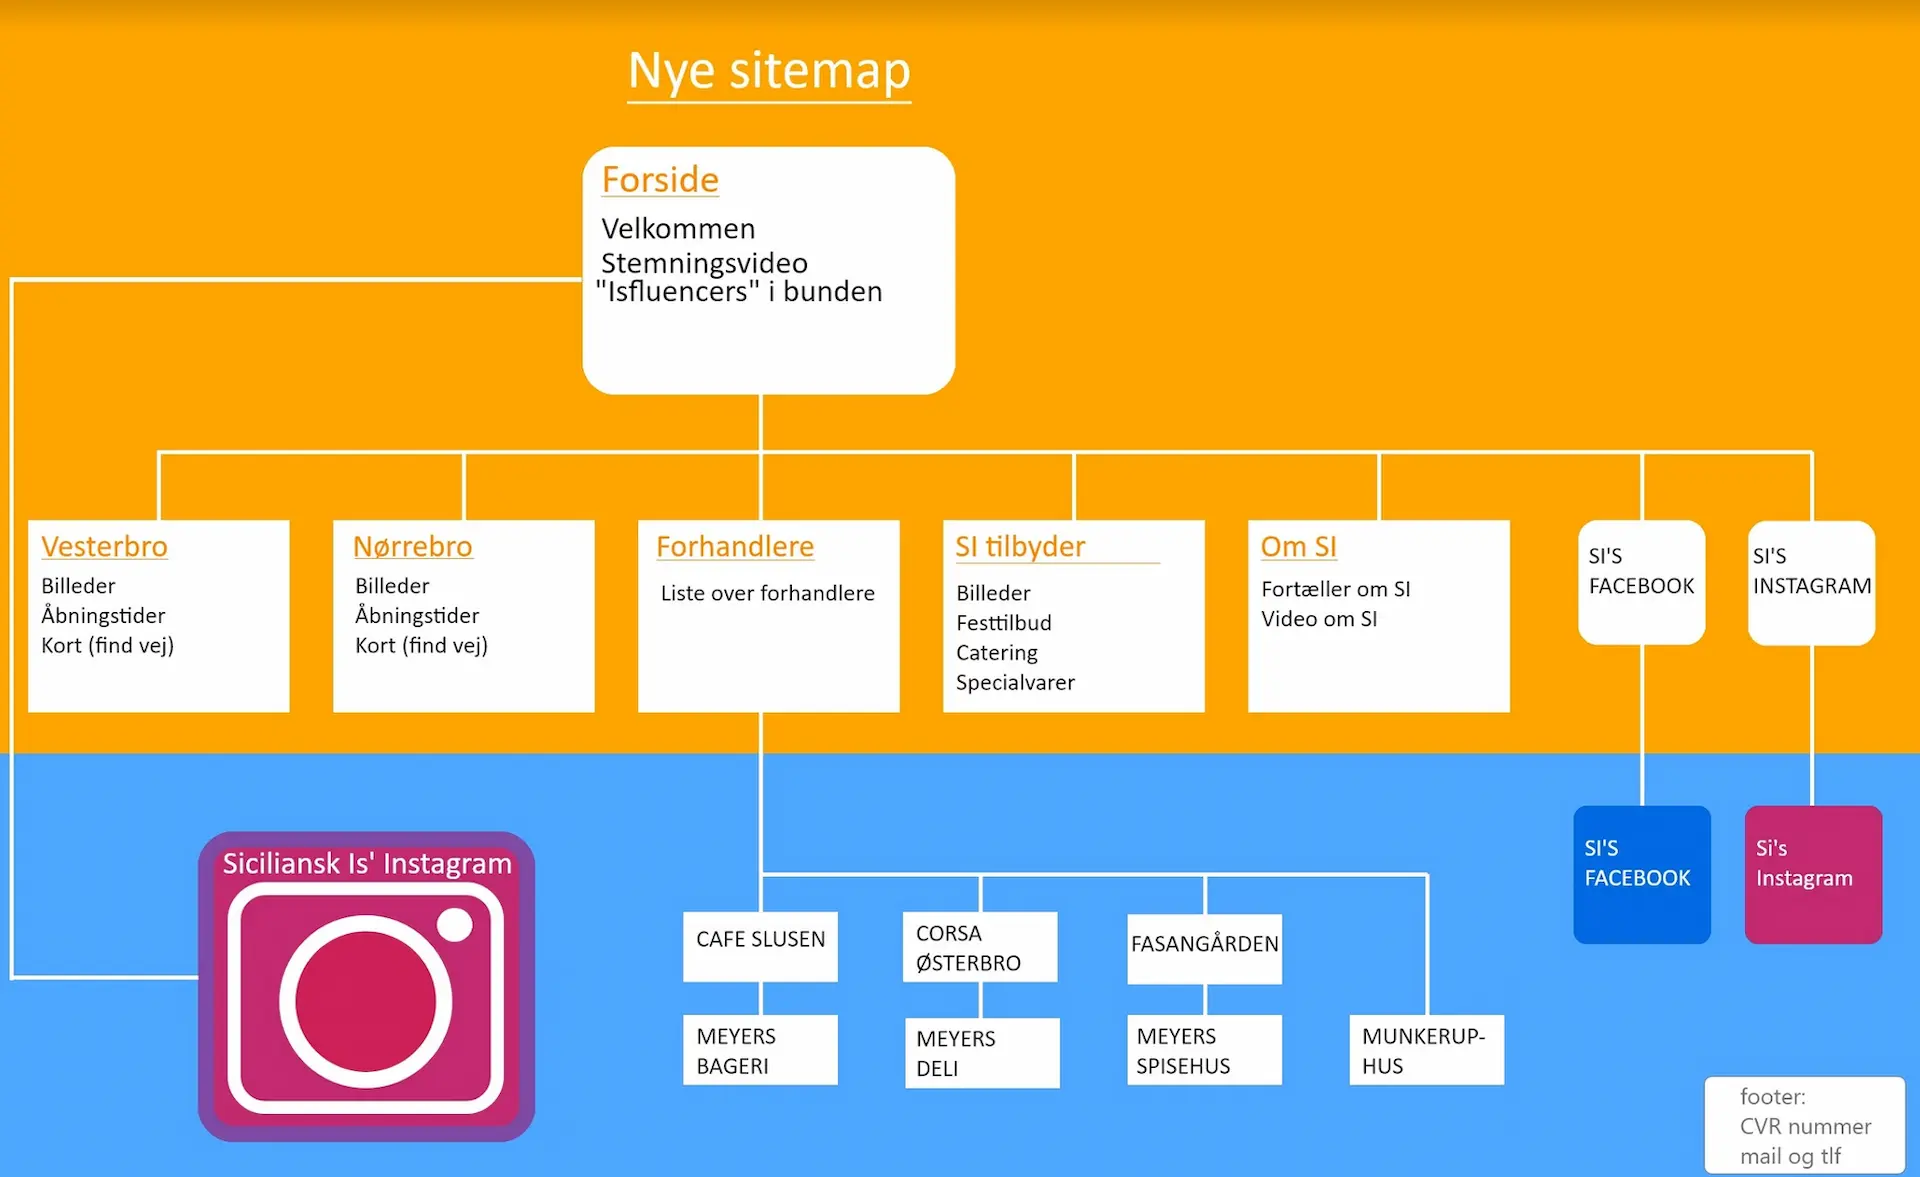 Nye sitemap
Forside
Velkommen
Stemningsvideo
"Isfluencers" i bunden
Vesterbro
Billeder
Åbningstider
Kort (find vej)
Nørrebro
Billeder
Åbningstider
Kort (find vej)
Forhandlere
Liste over forhandlere
SI tilbyder
Billeder
Festtilbud
Catering
Specialvarer
Om SI
Fortæller om SI
Video om SI
SI'S
FACEBOOK
SI'S
INSTAGRAM
Siciliansk Is' Instagram
CAFE SLUSEN
CORSA
ØSTERBRO
FASANGÅRDEN
MEYERS
BAGERI
MEYERS
DELI
MEYERS
SPISEHUS
MUNKERUP-
HUS
SI'S
FACEBOOK
Si's
Instagram
footer:
CVR nummer
mail og tlf